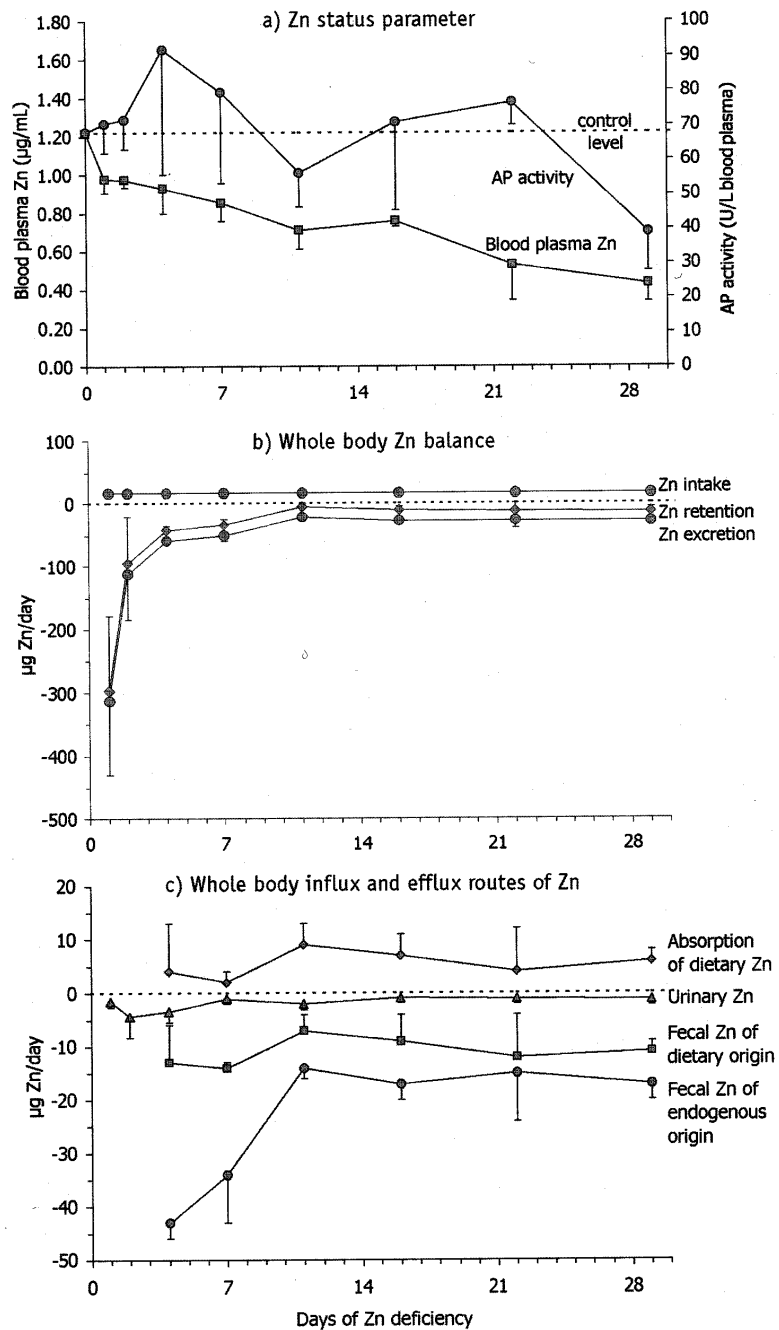 a) Zn status parameter
Blood plasma Zn (µg/mL)
1.80
1.60
1.40
1.20
1.00
0.80
0.60
0.40
0.20
0.00
100
90
80
70
60
50
40
30
20
10
0
AP activity (U/L blood plasma)
control
level
AP activity
Blood plasma Zn
0
7
14
21
28
b) Whole body Zn balance
µg Zn/day
100
0
-100
-200
-300
-400
-500
Zn intake
Zn retention
Zn excretion
0
7
14
21
28
c) Whole body influx and efflux routes of Zn
µg Zn/day
20
10
0
-10
-20
-30
-40
-50
Absorption
of dietary Zn
Urinary Zn
Fecal Zn of
dietary origin
Fecal Zn of
endogenous
origin
0
7
14
21
28
Days of Zn deficiency